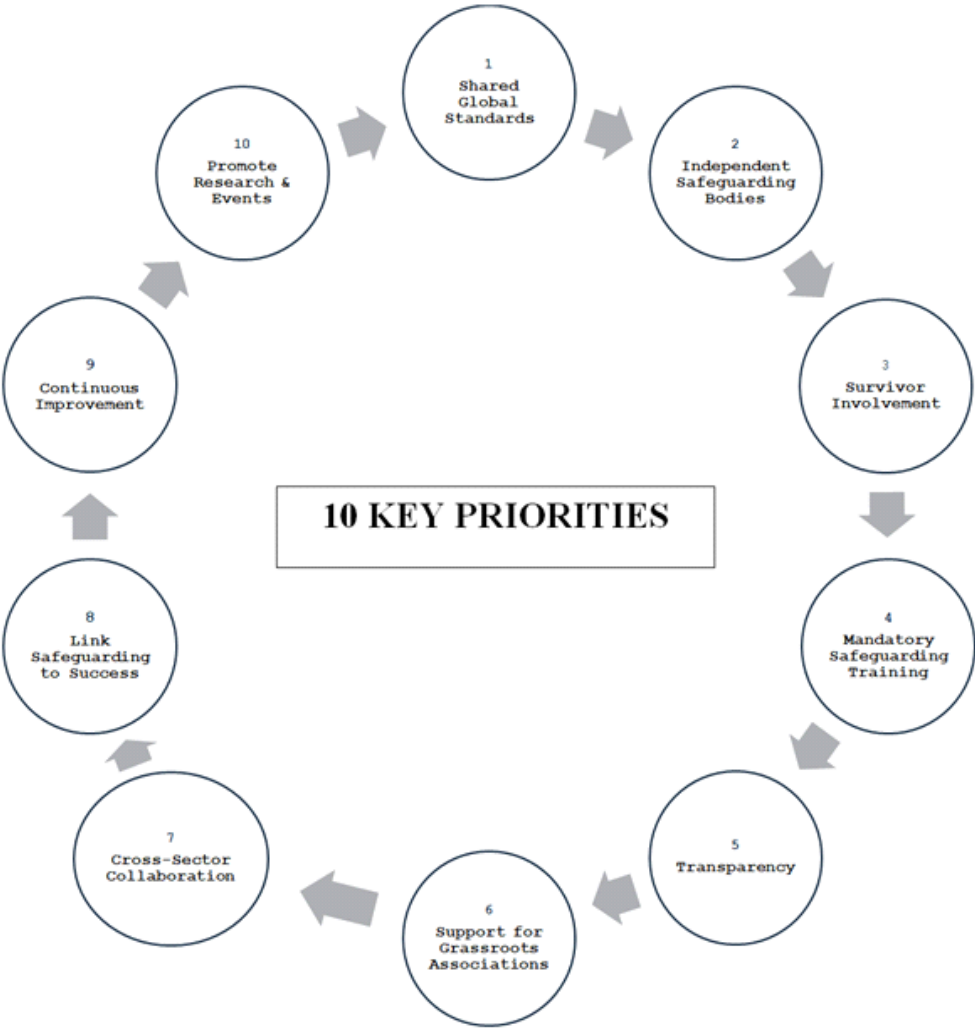 1
Shared
Global
Standards
2
Independent
Safeguarding
Bodies
3
Survivor
Involvement
4
Mandatory
Safeguarding
Training
5
Transparency
6
Support for
Grassroots
Associations
7
Cross-Sector
Collaboration
8
Link
Safeguarding
to Success
9
Continuous
Improvement
10
Promote
Research &
Events
10 KEY PRIORITIES